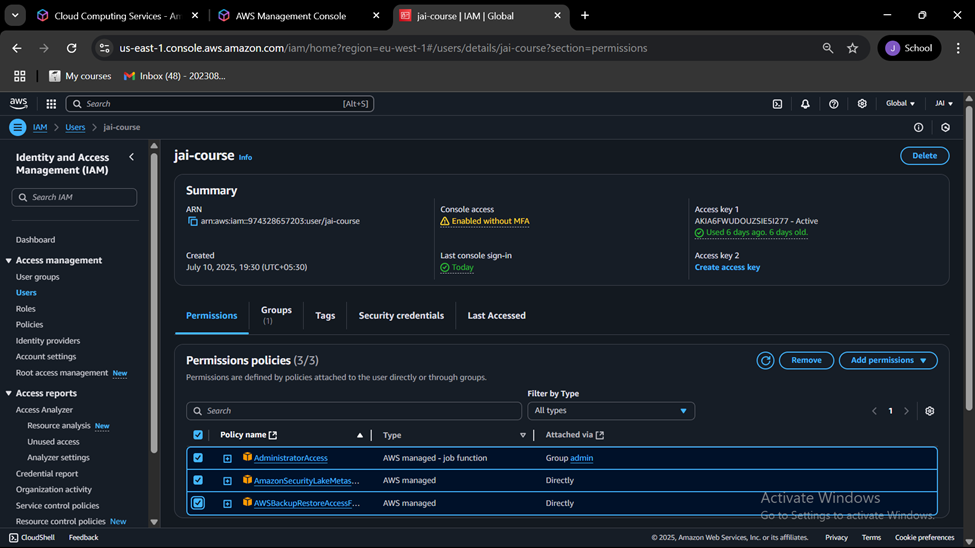 Cloud Computing Services - An
AWS Management Console
jai-course | IAM | Global
us-east-1.console.aws.amazon.com/iam/home?region=eu-west-1#/users/details/jai-course?section=permissions
J School
My courses
Inbox (48) - 202308...
aws
Search [Alt+S]
Global
JAI
IAM > Users > jai-course
Identity and Access
Management (IAM)
Search IAM
Dashboard
Access management
User groups
Users
Roles
Policies
Identity providers
Account settings
Root access management New
Access reports
Access Analyzer
Resource analysis New
Unused access
Analyzer settings
Credential report
Organization activity
Service control policies
Resource control policies New
jai-course Info
Delete
Summary
ARN
arn:aws:iam::974328657203:user/jai-course
Created
July 10, 2025, 19:30 (UTC+05:30)
Console access
Enabled without MFA
Last console sign-in
Today
Access key 1
AKIA6FWUDOUZSIE5I277 - Active
Used 6 days ago. 6 days old.
Access key 2
Create access key
Permissions
Groups
(1)
Tags
Security credentials
Last Accessed
Permissions policies (3/3)
Remove
Add permissions
Permissions are defined by policies attached to the user directly or through groups.
Filter by Type
Search
All types
1
Policy name
Type
Attached via
AdministratorAccess AWS managed - job function Group admin
AmazonSecurityLakeMetas... AWS managed Directly
AWSBackupRestoreAccessF... AWS managed Directly
Activate Windows
Go to Settings to activate Windows.
CloudShell Feedback
© 2025, Amazon Web Services, Inc. or its affiliates. Privacy Terms Cookie preferences